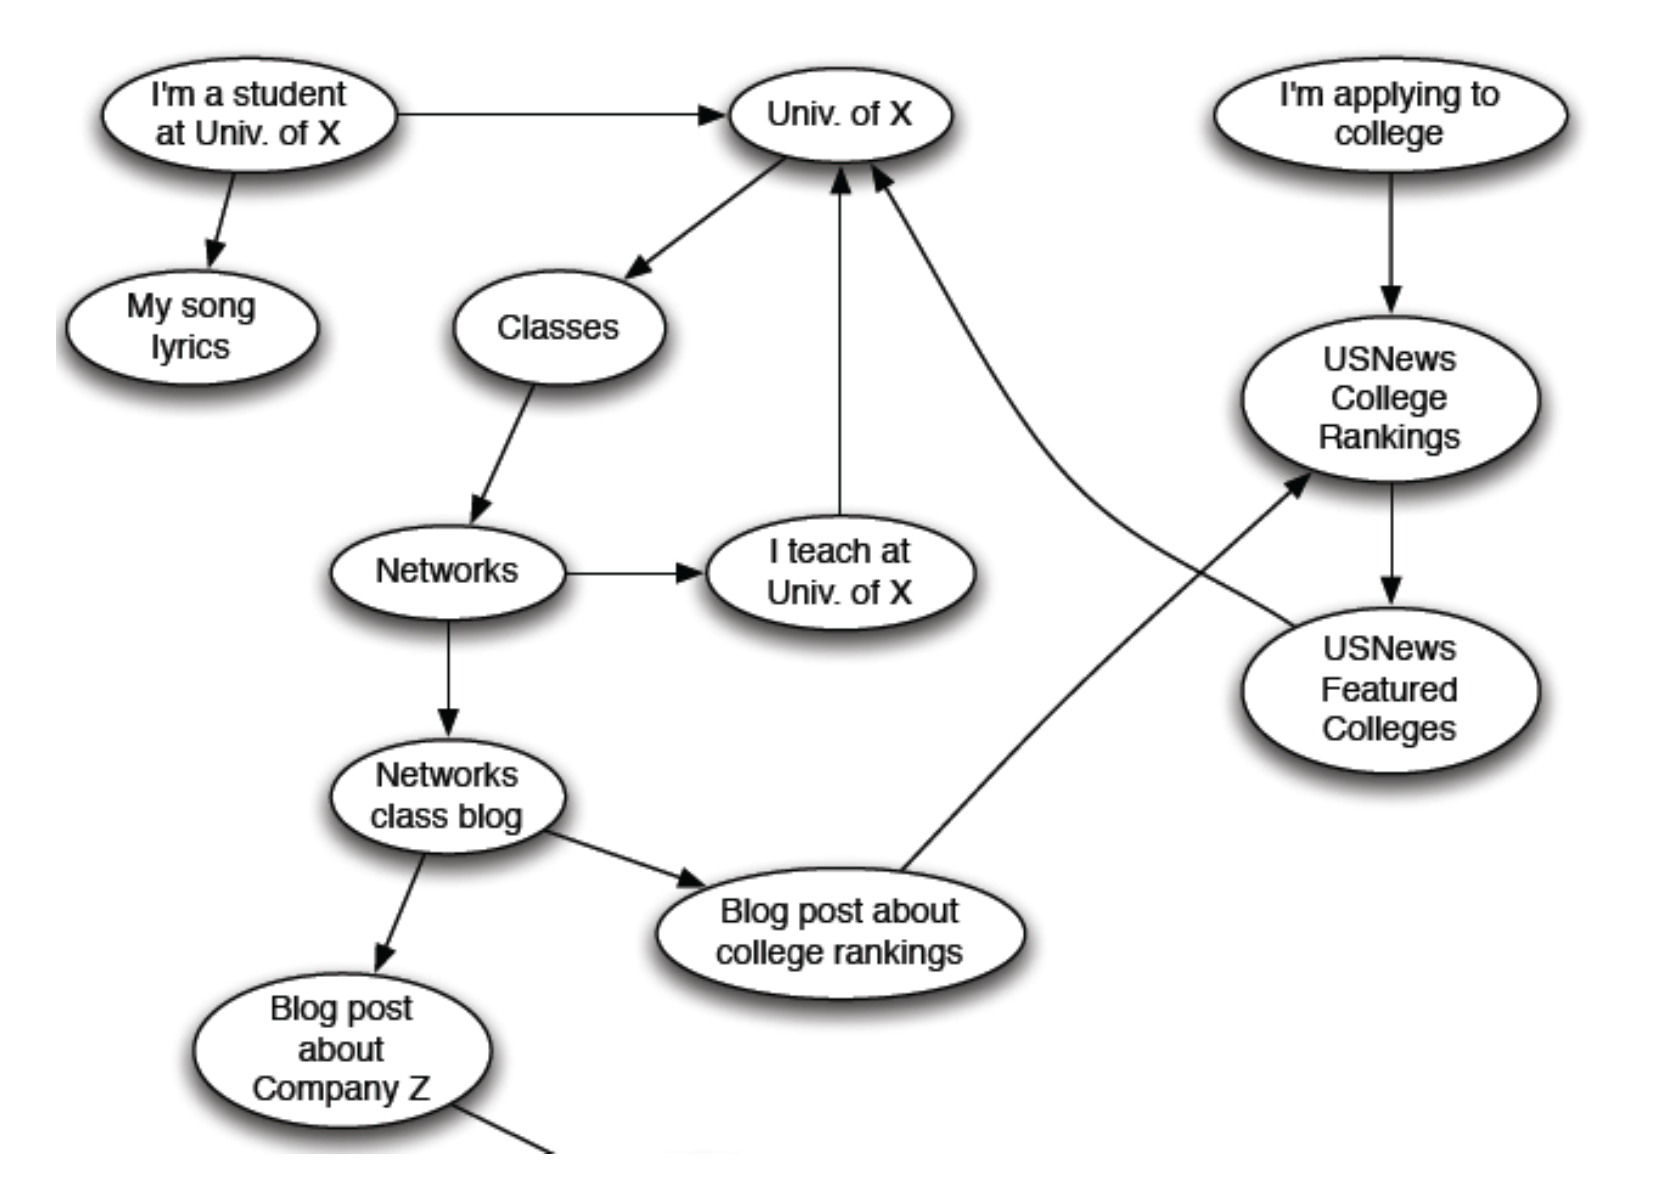 I'm a student
at Univ. of X
Univ. of X
I'm applying to
college
My song
lyrics
Classes
USNews
College
Rankings
Networks
I teach at
Univ. of X
USNews
Featured
Colleges
Networks
class blog
Blog post about
college rankings
Blog post
about
Company Z